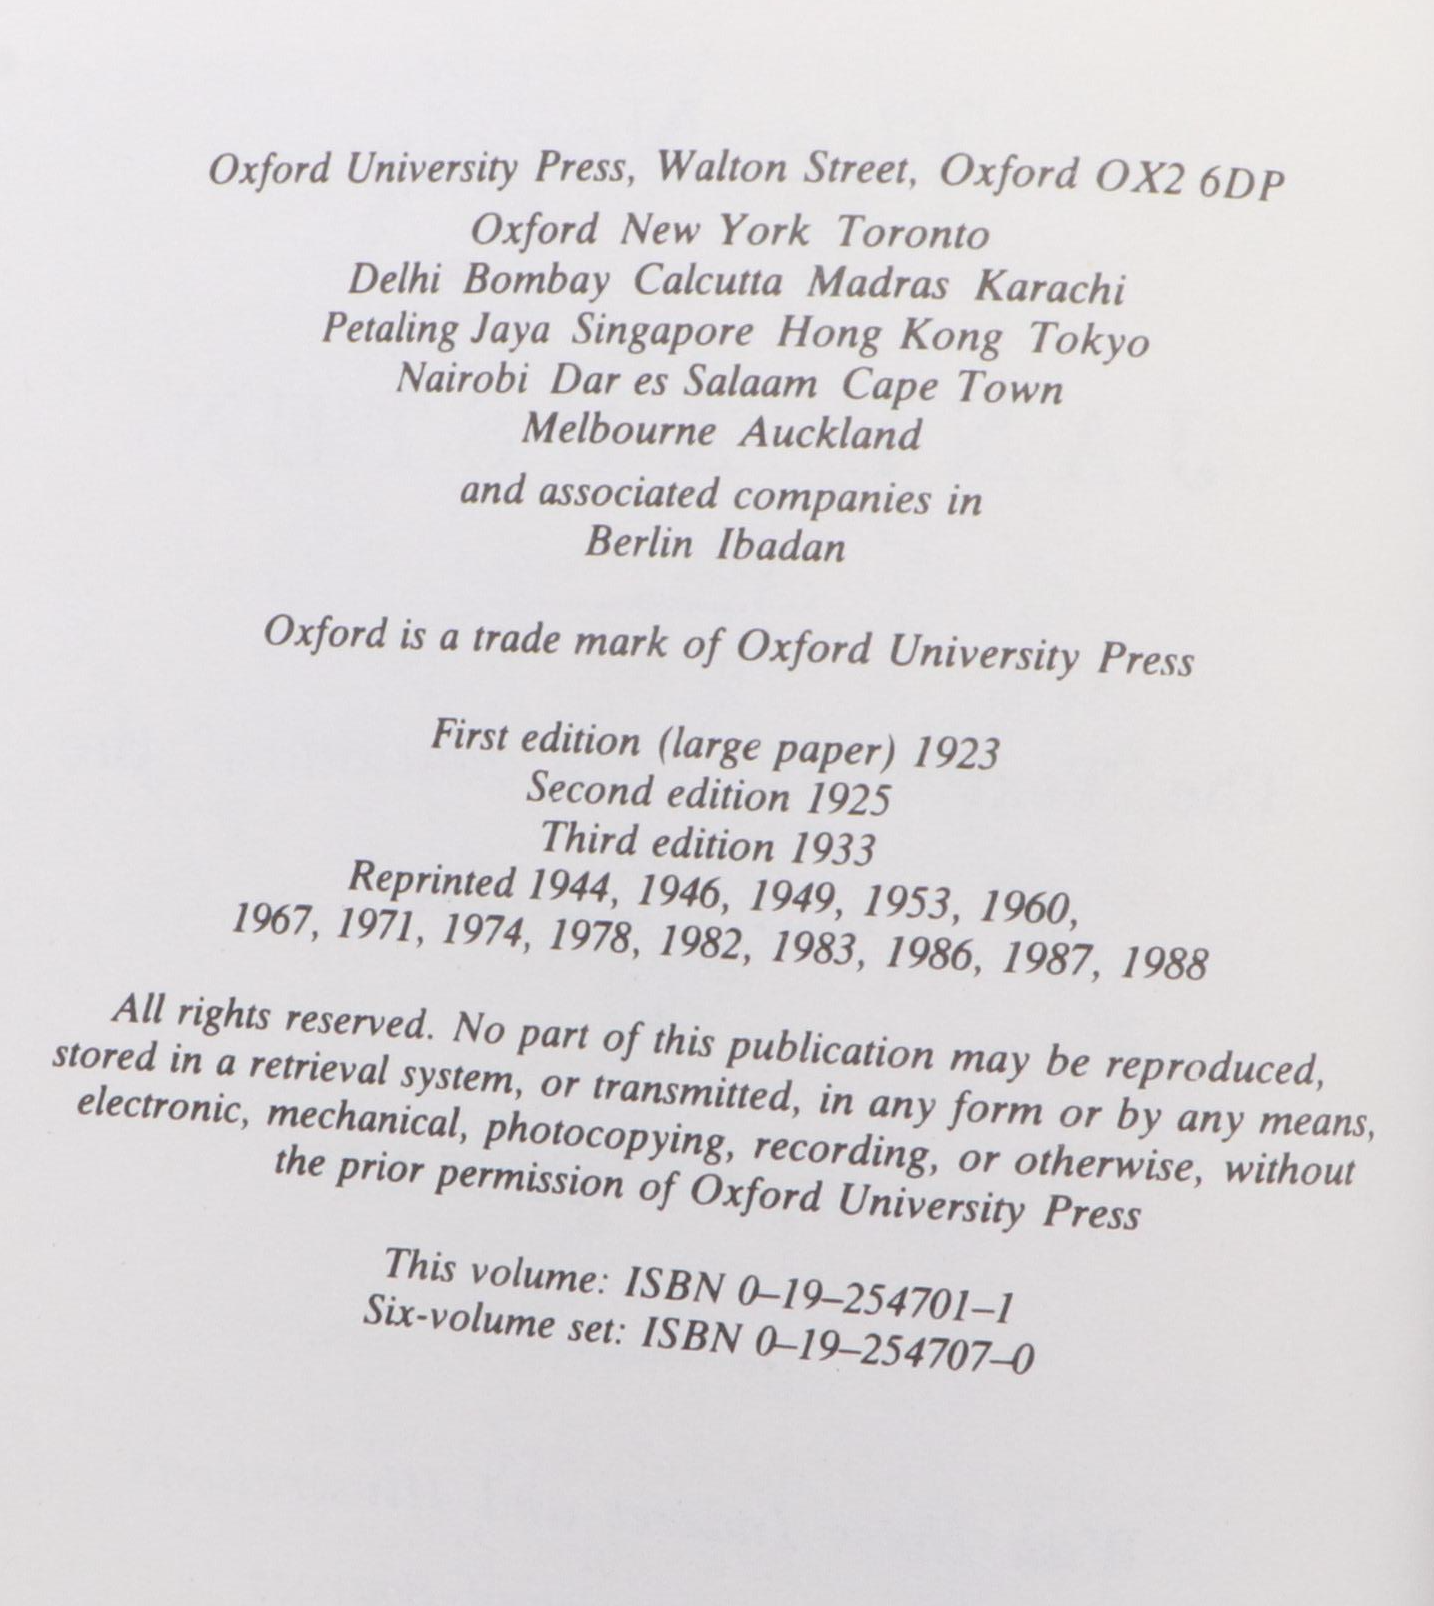 Oxford University Press, Walton Street, Oxford OX2 6DP
Oxford New York Toronto
Delhi Bombay Calcutta Madras Karachi
Petaling Jaya Singapore Hong Kong Tokyo
Nairobi Dar es Salaam Cape Town
Melbourne Auckland
and associated companies in
Berlin Ibadan
Oxford is a trade mark of Oxford University Press
First edition (large paper) 1923
Second edition 1925
Third edition 1933
Reprinted 1944, 1946, 1949, 1953, 1960,
1967, 1971, 1974, 1978, 1982, 1983, 1986, 1987, 1988
All rights reserved. No part of this publication may be reproduced,
stored in a retrieval system, or transmitted, in any form or by any means,
electronic, mechanical, photocopying, recording, or otherwise, without
the prior permission of Oxford University Press
This volume: ISBN 0–19–254701–1
Six-volume set: ISBN 0–19–254707–0